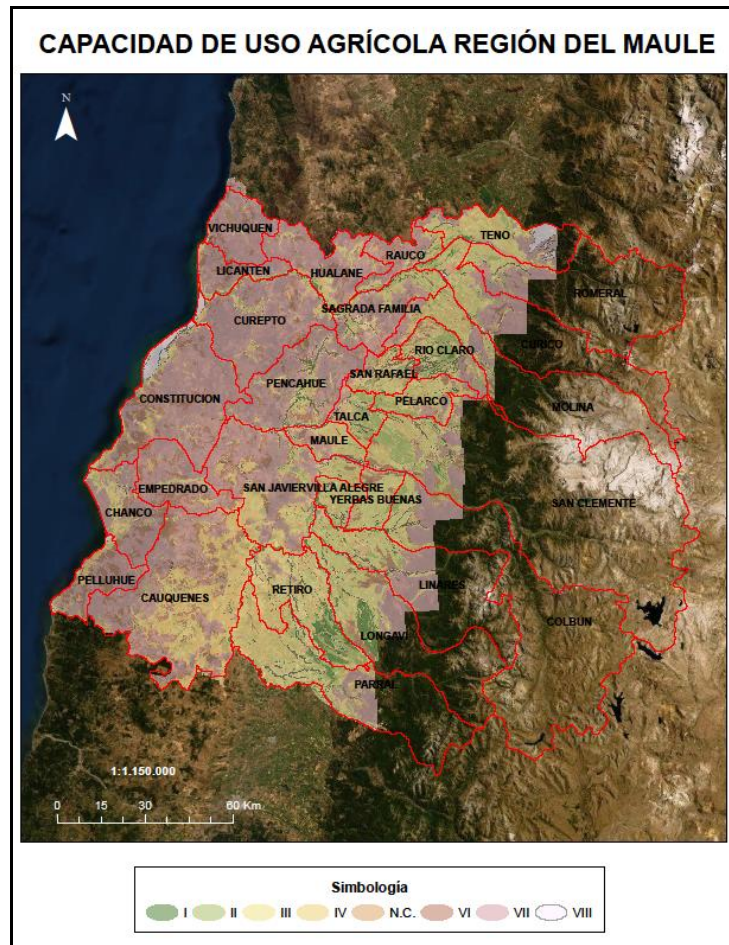 CAPACIDAD DE USO AGRÍCOLA REGIÓN DEL MAULE
N
VICHUQUEN
TENO
RAUCO
LICANTEN
HUALANE
ROMERAL
SAGRADA FAMILIA
CUREPTO
RIO CLARO
CURICO
SAN RAFAEL
PENCAHUE
PELARCO
CONSTITUCION
MOLINA
TALCA
MAULE
EMPEDRADO
SAN JAVIER VILLA ALEGRE
YERBAS BUENAS
SAN CLEMENTE
CHANCO
PELLUHUE
CAUQUENES
RETIRO
LINARES
COLBUN
LONGAVI
PARRAL
1:1.150.000
0 15 30 60 Km
Simbología
I II III IV N.C. VI VII VIII